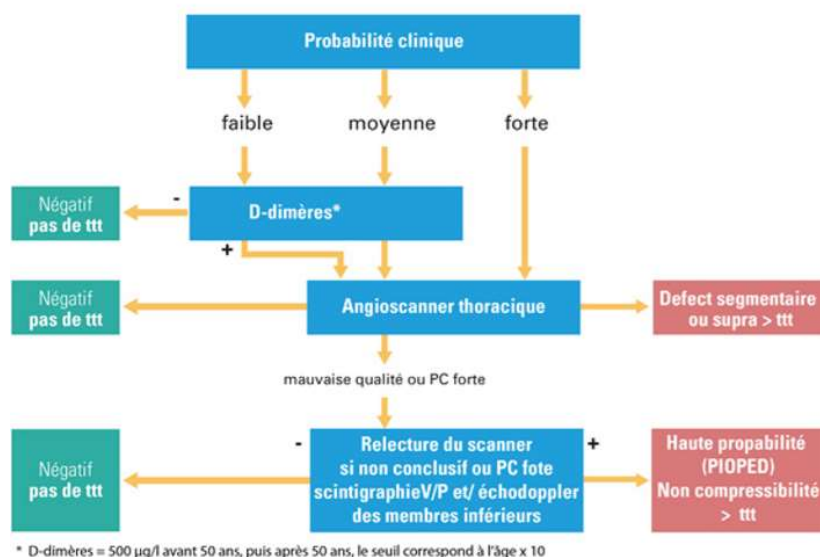 Probabilité clinique
faible
moyenne
forte
Négatif
pas de ttt
-
D-dimères*
+
Négatif
pas de ttt
Angioscanner thoracique
Defect segmentaire
ou supra > ttt
mauvaise qualité ou PC forte
Négatif
pas de ttt
-
Relecture du scanner
si non conclusif ou PC fote
scintigraphieV/P et/ échodoppler
des membres inférieurs
+
Haute propabilité
(PIOPED)
Non compressibilité
> ttt
* D-dimères = 500 µg/l avant 50 ans, puis après 50 ans, le seuil correspond à l'âge x 10